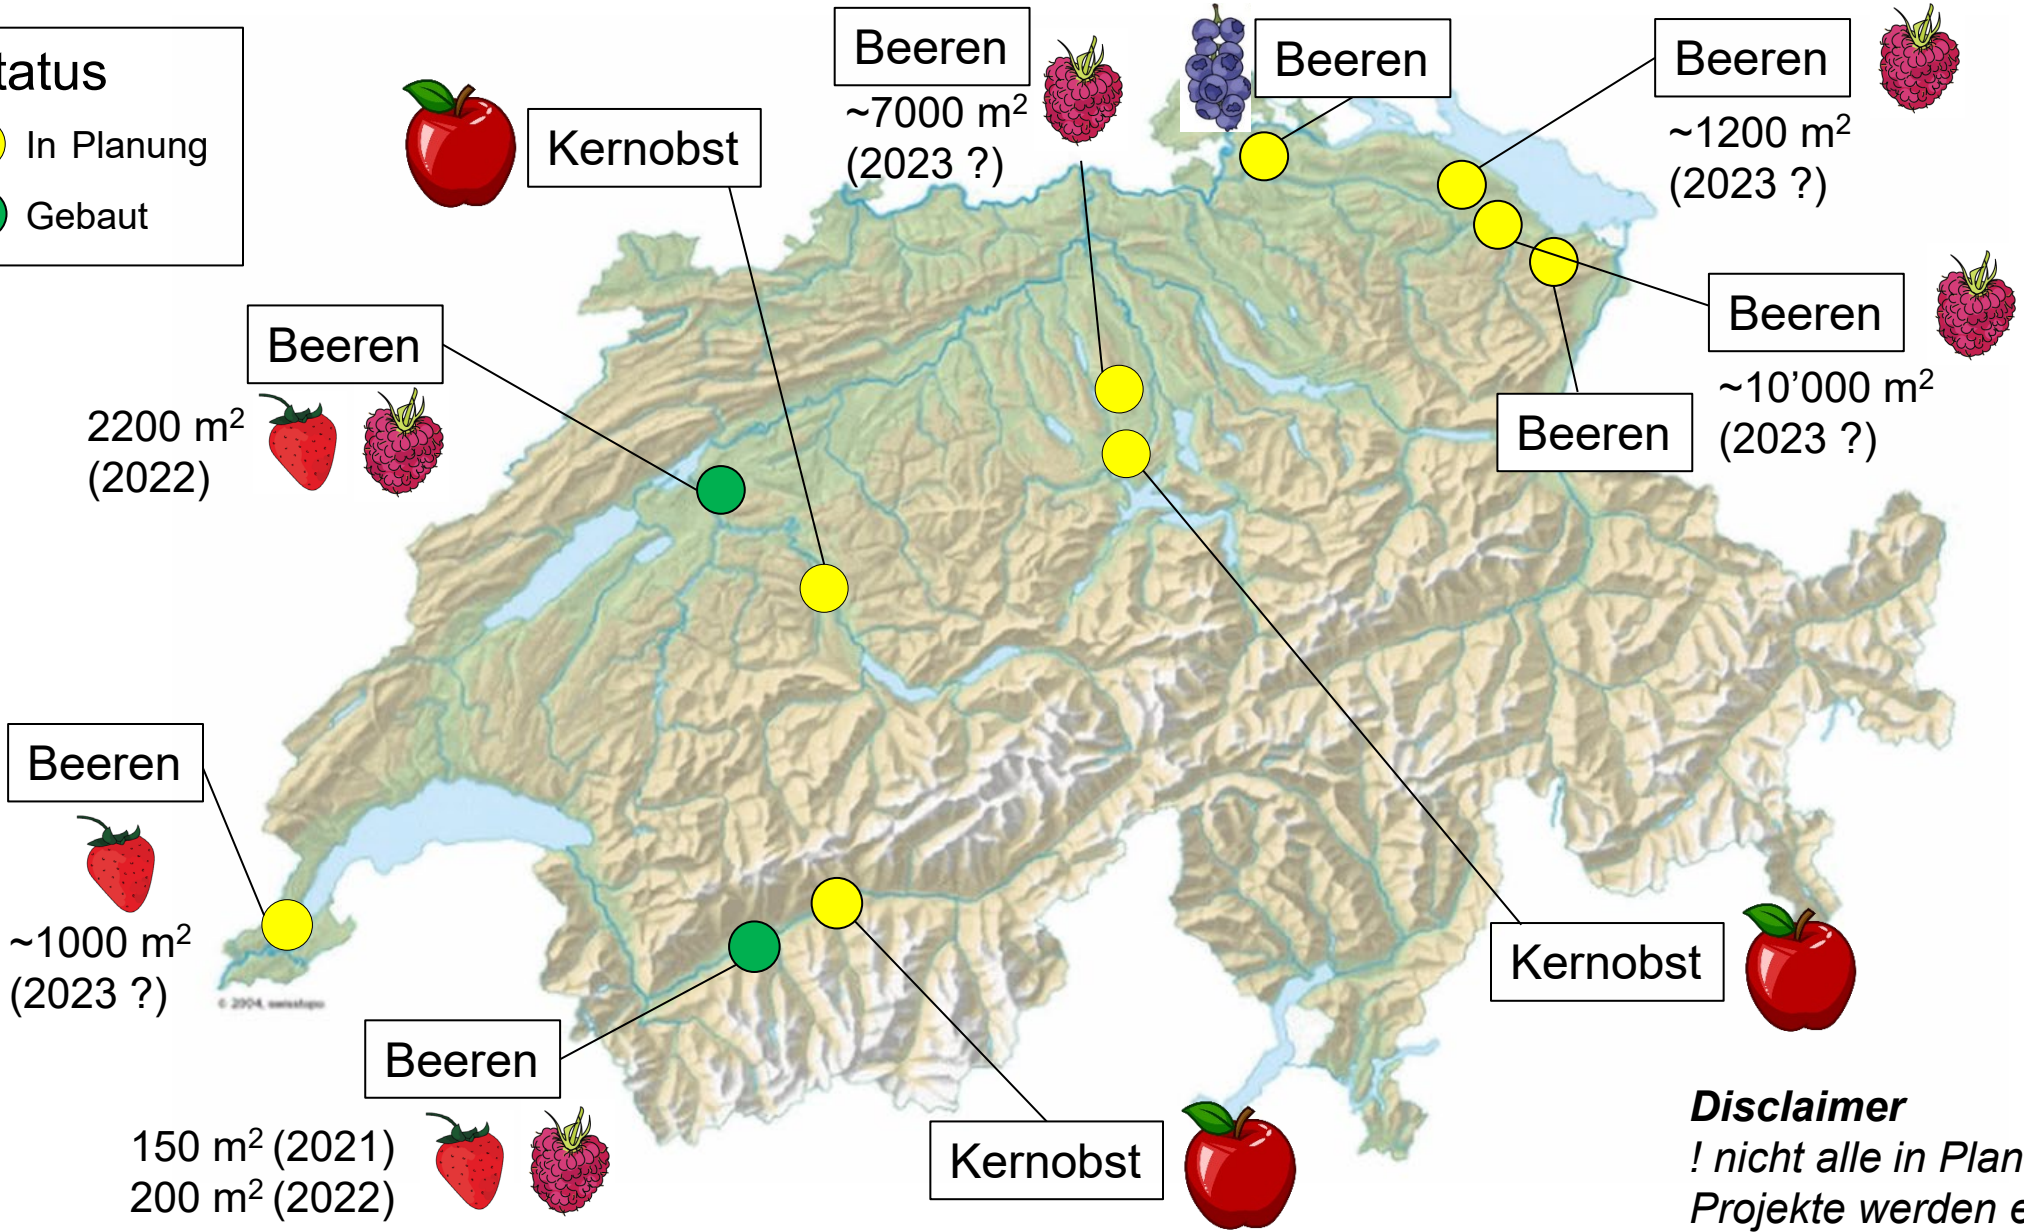 tatus
In Planung
Gebaut
Kernobst
Beeren
~7000 m²
(2023 ?)
Beeren
Beeren
~1200 m²
(2023 ?)
Beeren
~10’000 m²
(2023 ?)
Beeren
Beeren
2200 m²
(2022)
Beeren
~1000 m²
(2023 ?)
© 2004, swisstopo
Beeren
150 m² (2021)
200 m² (2022)
Kernobst
Kernobst
Disclaimer
! nicht alle in Plan
Projekte werden e